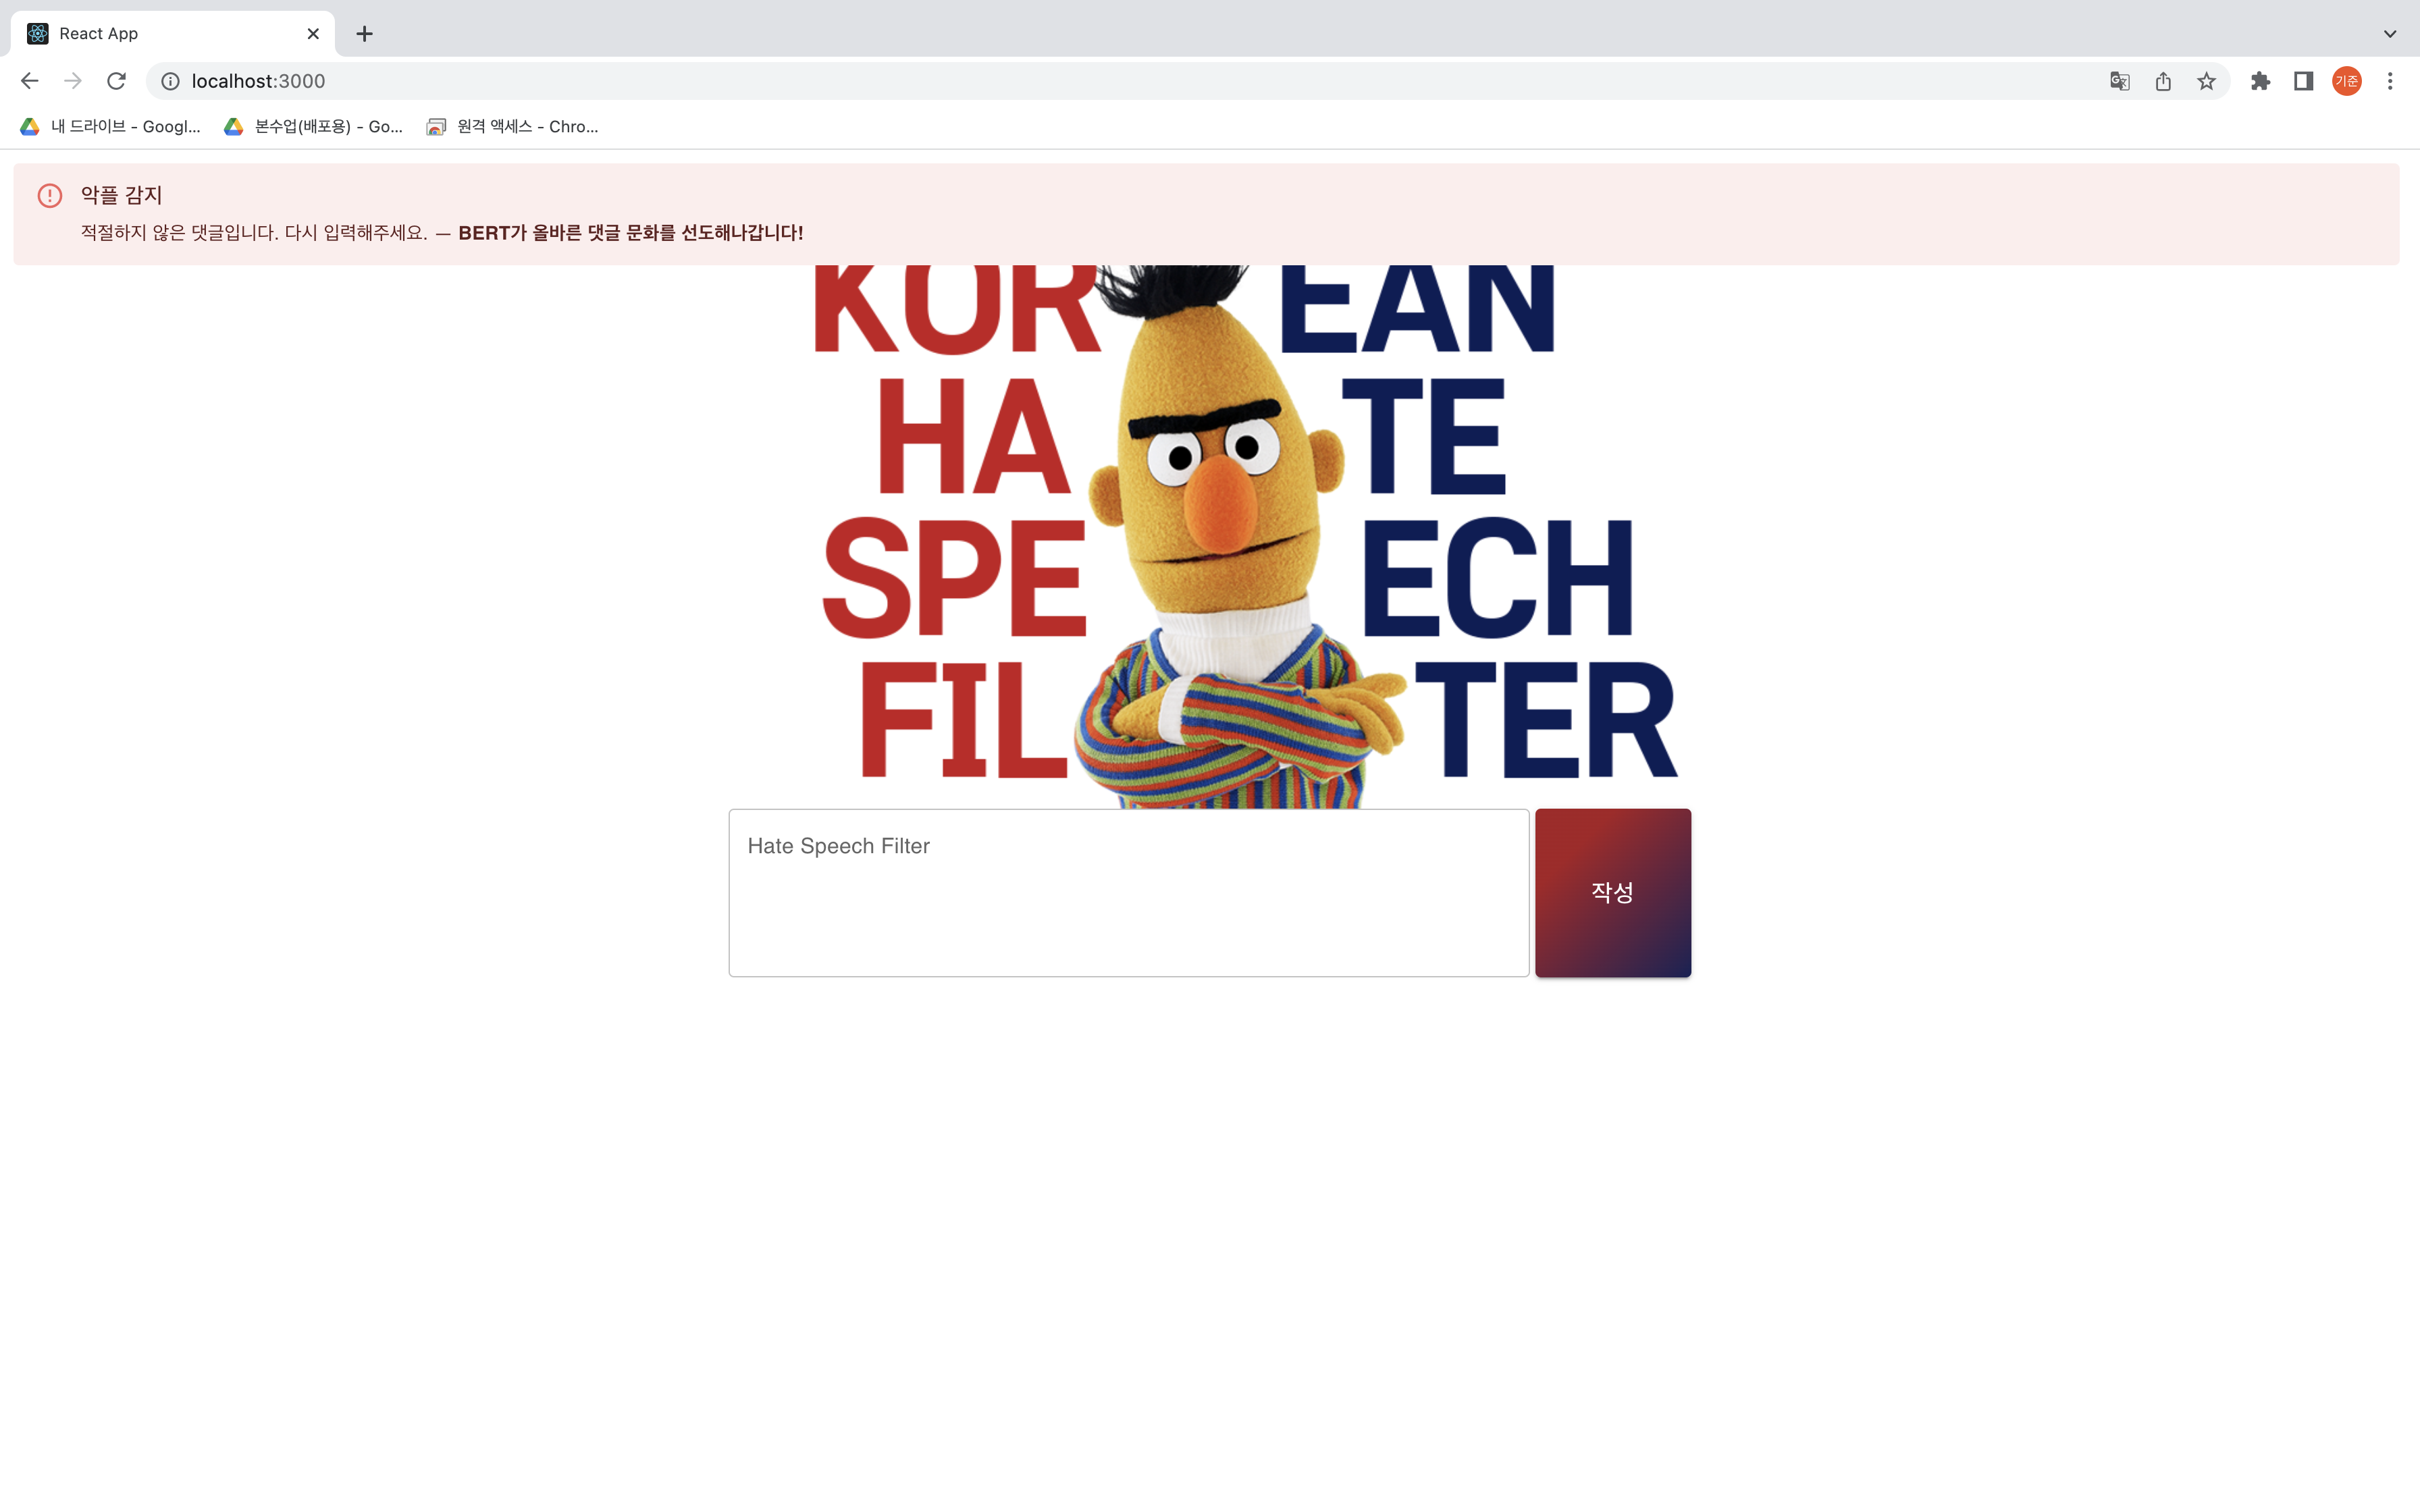 React App
localhost:3000
기준
내 드라이브 - Googl...
본수업(배포용) - Go...
원격 액세스 - Chro...
악플 감지
적절하지 않은 댓글입니다. 다시 입력해주세요. — BERT가 올바른 댓글 문화를 선도해나갑니다!
KOR EAN
HA TE
SPE ECH
FIL TER
Hate Speech Filter
작성